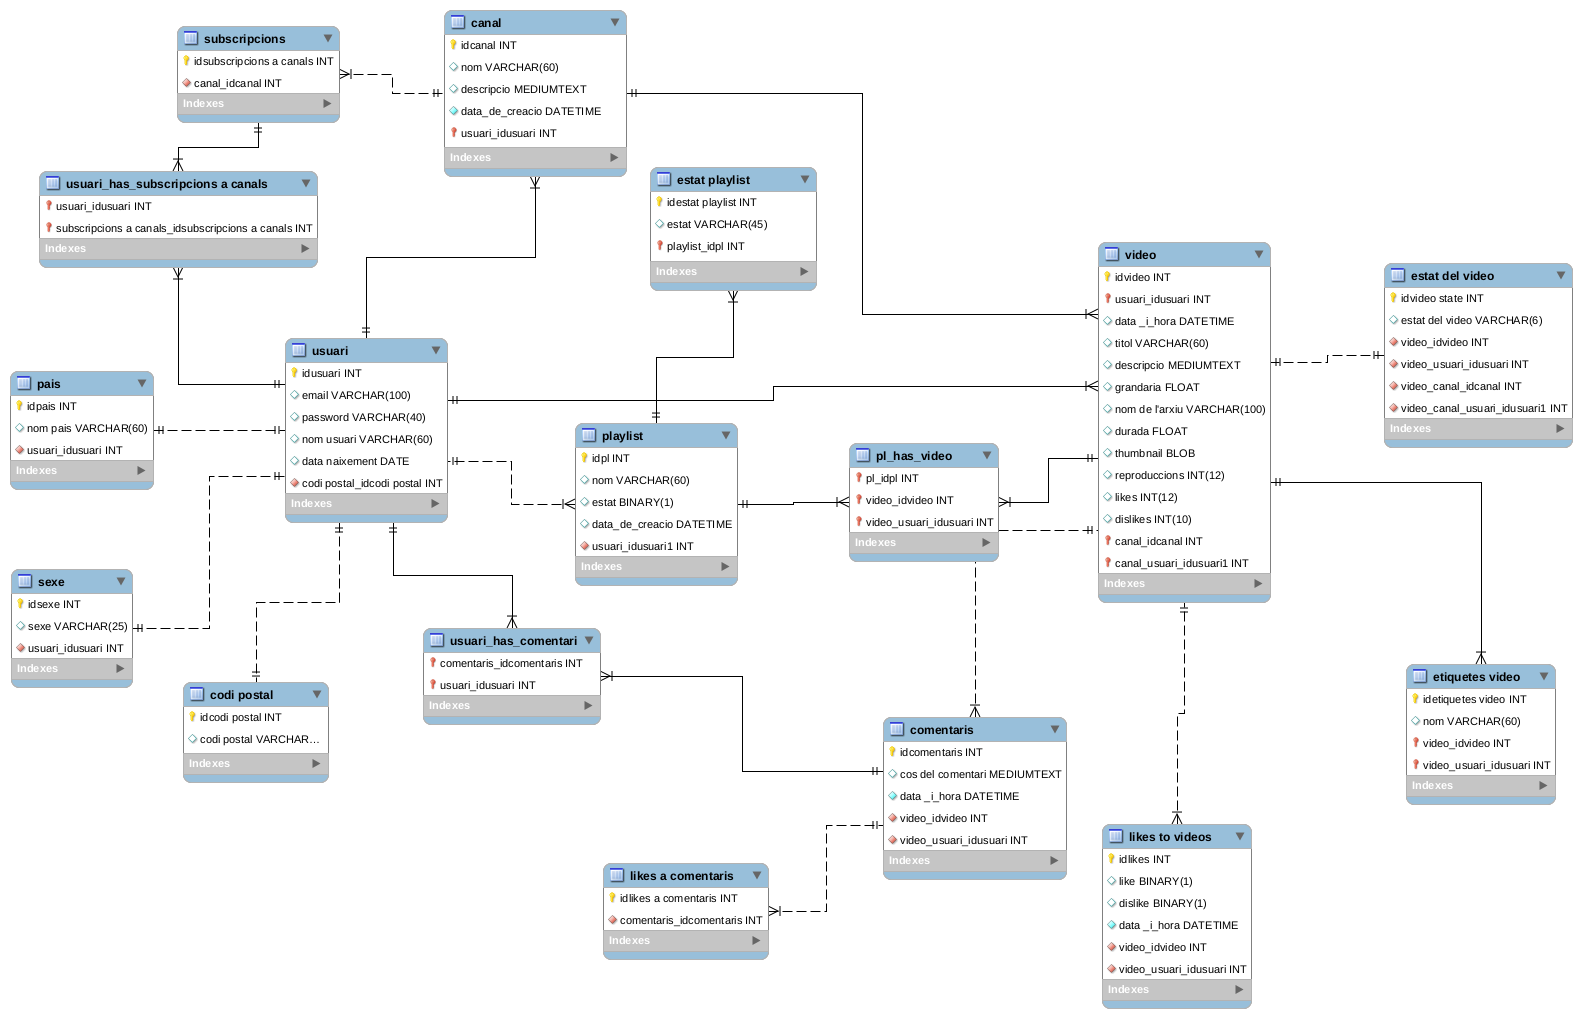 subscripcions
idsubscripcions a canals INT
canal_idcanal INT
Indexes
canal
idcanal INT
nom VARCHAR(60)
descripcio MEDIUMTEXT
data_de_creacio DATETIME
usuari_idusuari INT
Indexes
usuari_has_subscripcions a canals
usuari_idusuari INT
subscripcions a canals_idsubscripcions a canals INT
Indexes
estat playlist
idestat playlist INT
estat VARCHAR(45)
playlist_idpl INT
Indexes
video
idvideo INT
usuari_idusuari INT
data _i_hora DATETIME
titol VARCHAR(60)
descripcio MEDIUMTEXT
grandaria FLOAT
nom de l'arxiu VARCHAR(100)
durada FLOAT
thumbnail BLOB
reproduccions INT(12)
likes INT(12)
dislikes INT(10)
canal_idcanal INT
canal_usuari_idusuari1 INT
Indexes
estat del video
idvideo state INT
estat del video VARCHAR(6)
video_idvideo INT
video_usuari_idusuari INT
video_canal_idcanal INT
video_canal_usuari_idusuari1 INT
Indexes
usuari
idusuari INT
email VARCHAR(100)
password VARCHAR(40)
nom usuari VARCHAR(60)
data naixement DATE
codi postal_idcodi postal INT
Indexes
pais
idpais INT
nom pais VARCHAR(60)
usuari_idusuari INT
Indexes
playlist
idpl INT
nom VARCHAR(60)
estat BINARY(1)
data_de_creacio DATETIME
usuari_idusuari1 INT
Indexes
pl_has_video
pl_idpl INT
video_idvideo INT
video_usuari_idusuari INT
Indexes
sexe
idsexe INT
sexe VARCHAR(25)
usuari_idusuari INT
Indexes
usuari_has_comentari
comentaris_idcomentaris INT
usuari_idusuari INT
Indexes
codi postal
idcodi postal INT
codi postal VARCHAR...
Indexes
comentaris
idcomentaris INT
cos del comentari MEDIUMTEXT
data _i_hora DATETIME
video_idvideo INT
video_usuari_idusuari INT
Indexes
etiquetes video
idetiquetes video INT
nom VARCHAR(60)
video_idvideo INT
video_usuari_idusuari INT
Indexes
likes a comentaris
idlikes a comentaris INT
comentaris_idcomentaris INT
Indexes
likes to videos
idlikes INT
like BINARY(1)
dislike BINARY(1)
data _i_hora DATETIME
video_idvideo INT
video_usuari_idusuari INT
Indexes